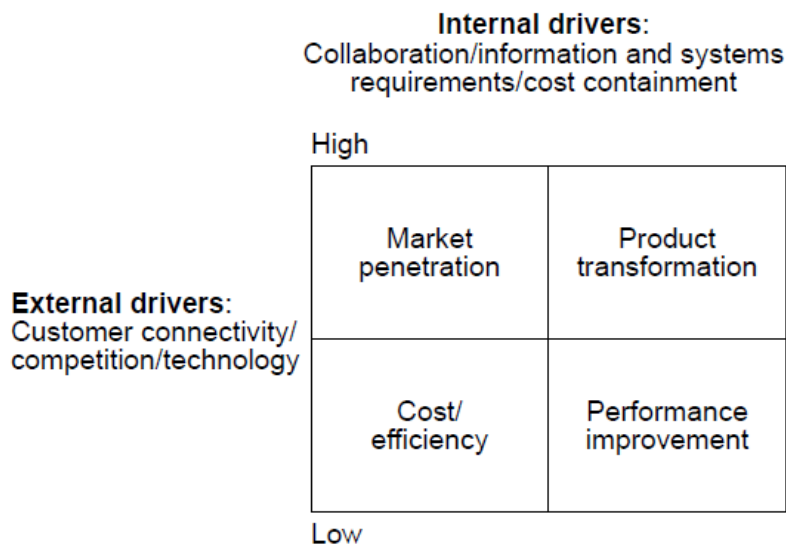 Internal drivers:
Collaboration/information and systems
requirements/cost containment
High
Market
penetration
Product
transformation
External drivers:
Customer connectivity/
competition/technology
Cost/
efficiency
Performance
improvement
Low